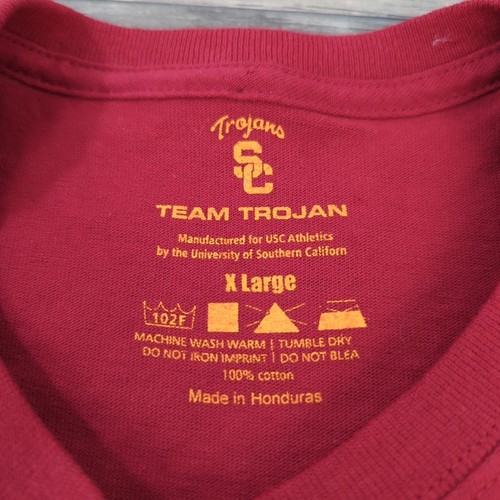 Trojans
SC
TEAM TROJAN
Manufactured for USC Athletics
by the University of Southern Californ
X Large
102F
MACHINE WASH WARM | TUMBLE DRY
DO NOT IRON IMPRINT | DO NOT BLEA
100% cotton
Made in Honduras